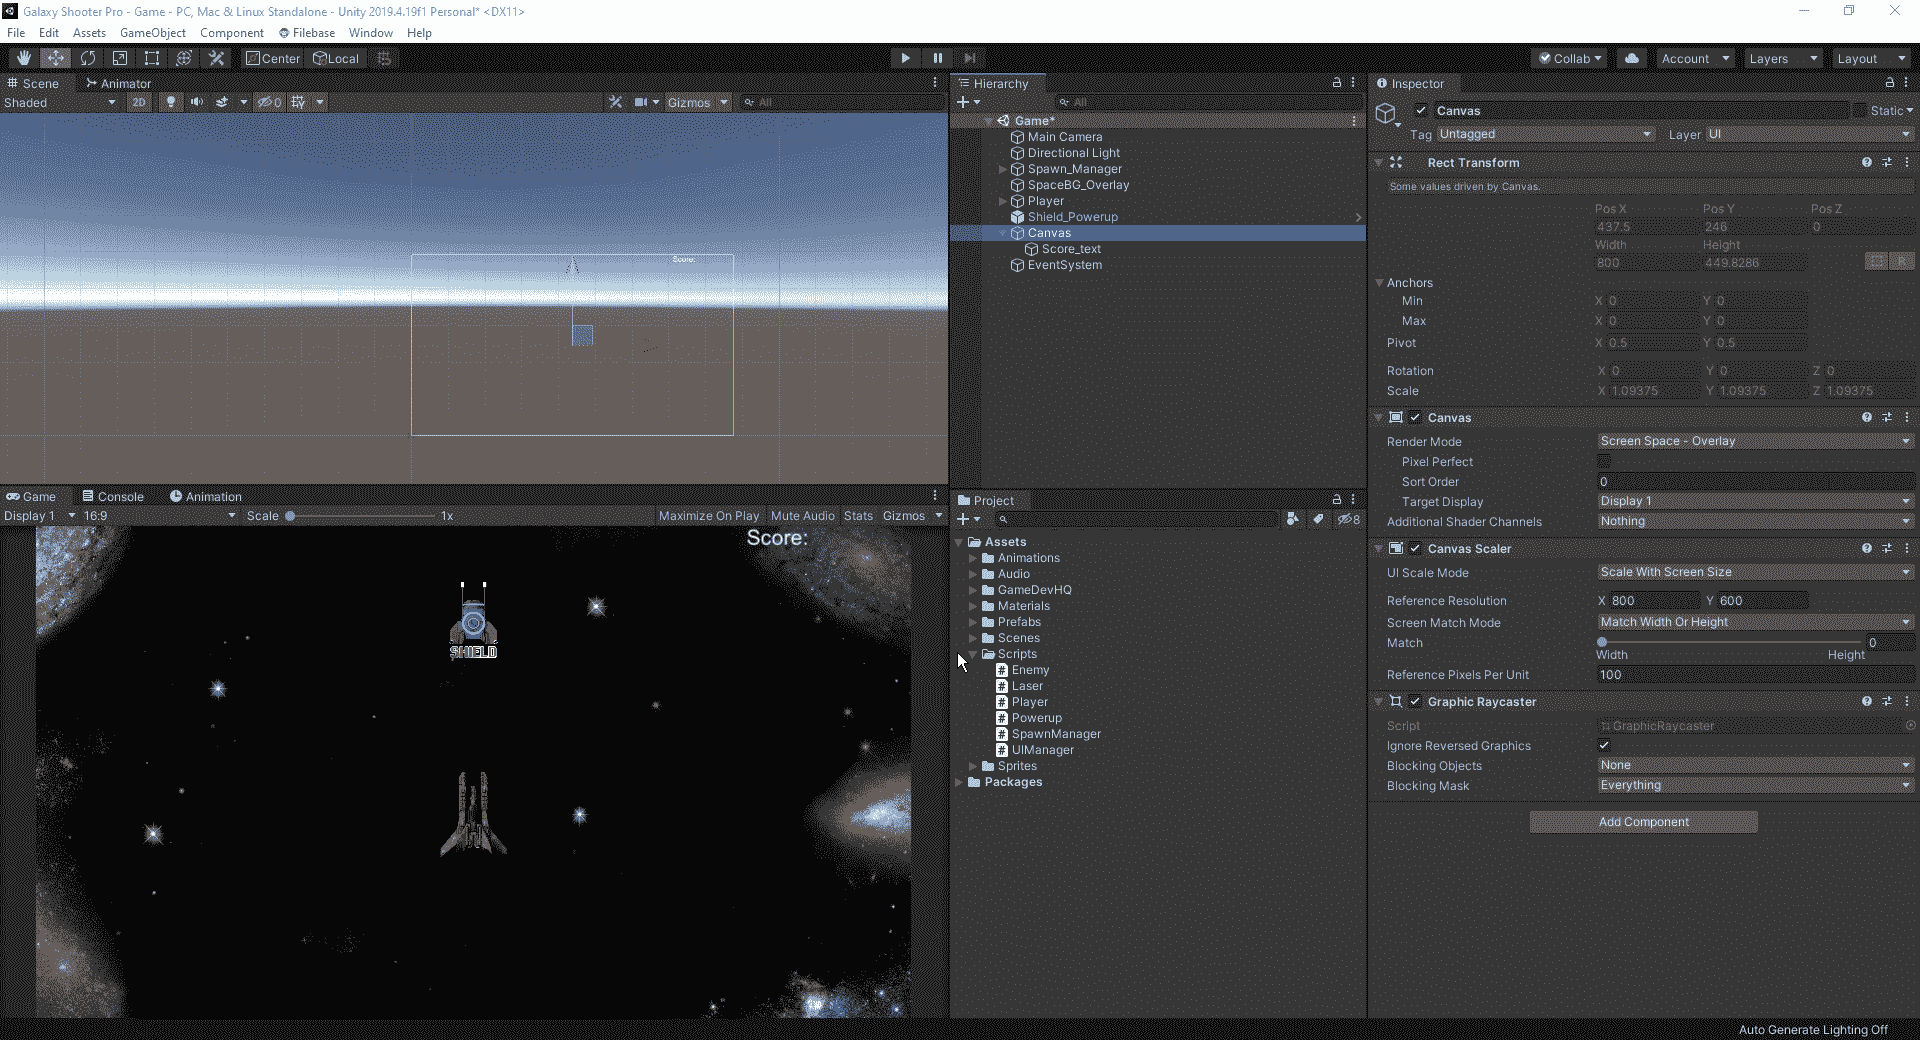 Galaxy Shooter Pro - Game - PC, Mac & Linux Standalone - Unity 2019.4.19f1 Personal* <DX11>
File Edit Assets GameObject Component Filebase Window Help
Center Local Collab Account Layers Layout
Scene Animator
Shaded 2D 0 Gizmos All
Score:
Game Console Animation
Display 1 16:9 Scale 1x Maximize On Play Mute Audio Stats Gizmos
Score:
SHIELD
Hierarchy
All
Game*
Main Camera
Directional Light
Spawn_Manager
SpaceBG_Overlay
Player
Shield_Powerup
Canvas
Score_text
EventSystem
Project
8
Assets
Animations
Audio
GameDevHQ
Materials
Prefabs
Scenes
Scripts
Enemy
Laser
Player
Powerup
SpawnManager
UIManager
Sprites
Packages
Inspector
Canvas Static
Tag Untagged Layer UI
Rect Transform
Some values driven by Canvas.
Pos X Pos Y Pos Z
437.5 246 0
Width Height
800 449.8286 R
Anchors
Min X 0 Y 0
Max X 0 Y 0
Pivot X 0.5 Y 0.5
Rotation X 0 Y 0 Z 0
Scale X 1.09375 Y 1.09375 Z 1.09375
Canvas
Render Mode Screen Space - Overlay
Pixel Perfect
Sort Order 0
Target Display Display 1
Additional Shader Channels Nothing
Canvas Scaler
UI Scale Mode Scale With Screen Size
Reference Resolution X 800 Y 600
Screen Match Mode Match Width Or Height
Match 0
Width Height
Reference Pixels Per Unit 100
Graphic Raycaster
Script GraphicRaycaster
Ignore Reversed Graphics
Blocking Objects None
Blocking Mask Everything
Add Component
Auto Generate Lighting Off